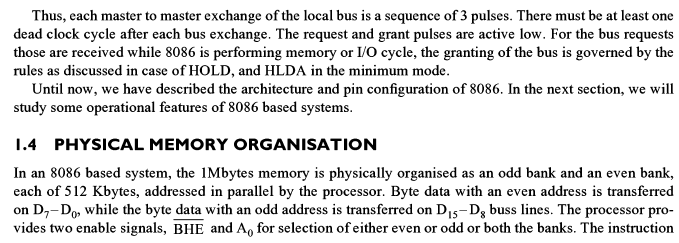 Thus, each master to master exchange of the local bus is a sequence of 3 pulses. There must be at least one
dead clock cycle after each bus exchange. The request and grant pulses are active low. For the bus requests
those are received while 8086 is performing memory or I/O cycle, the granting of the bus is governed by the
rules as discussed in case of HOLD, and HLDA in the minimum mode.
Until now, we have described the architecture and pin configuration of 8086. In the next section, we will
study some operational features of 8086 based systems.
1.4 PHYSICAL MEMORY ORGANISATION
In an 8086 based system, the 1Mbytes memory is physically organised as an odd bank and an even bank,
each of 512 Kbytes, addressed in parallel by the processor. Byte data with an even address is transferred
on D₇–D₀, while the byte data with an odd address is transferred on D₁₅–D₈ buss lines. The processor pro-
vides two enable signals, B̅H̅E̅ and A₀ for selection of either even or odd or both the banks. The instruction